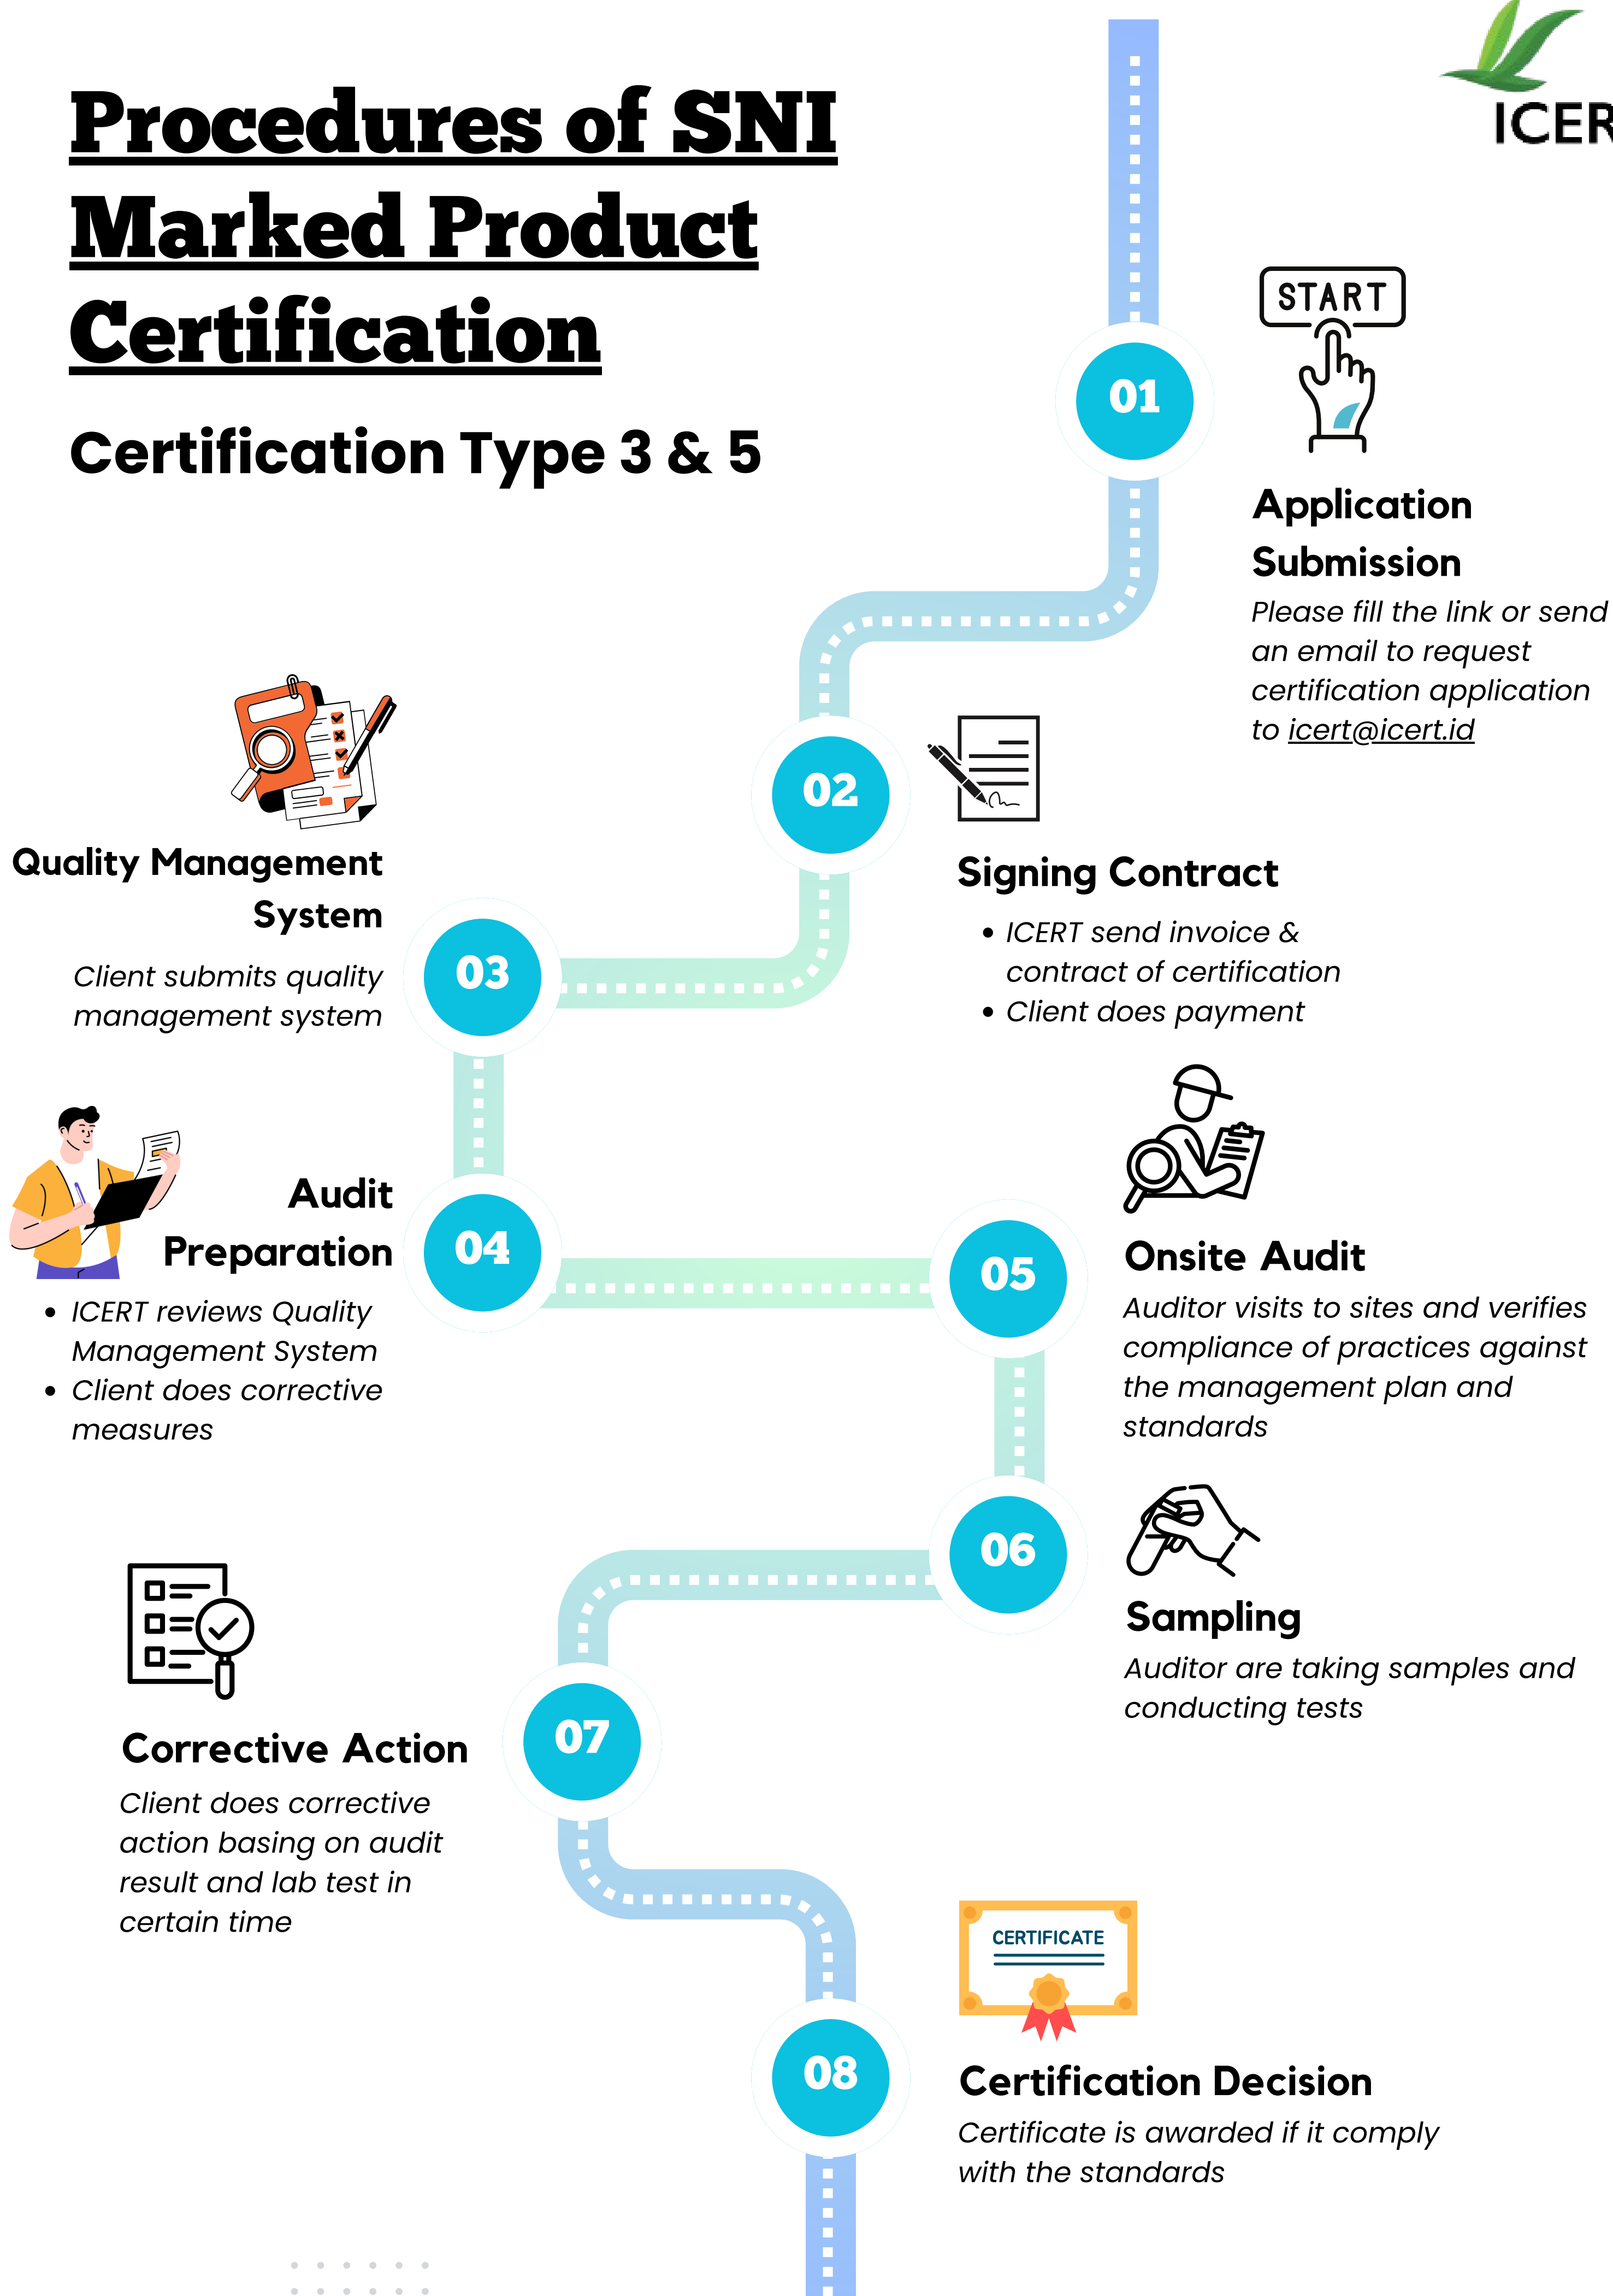 Procedures of SNI
Marked Product
Certification
Certification Type 3 & 5
ICER
01
START
Application
Submission
Please fill the link or send
an email to request
certification application
to icert@icert.id
02
Signing Contract
• ICERT send invoice &
contract of certification
• Client does payment
03
Quality Management
System
Client submits quality
management system
04
Audit
Preparation
• ICERT reviews Quality
Management System
• Client does corrective
measures
05
Onsite Audit
Auditor visits to sites and verifies
compliance of practices against
the management plan and
standards
06
Sampling
Auditor are taking samples and
conducting tests
07
Corrective Action
Client does corrective
action basing on audit
result and lab test in
certain time
08
CERTIFICATE
Certification Decision
Certificate is awarded if it comply
with the standards